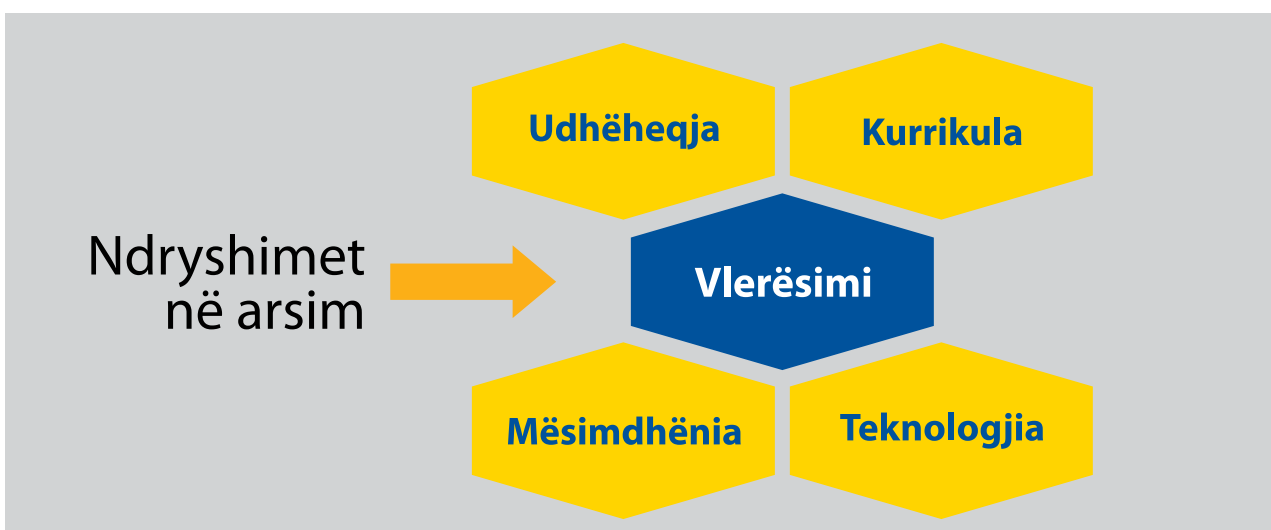 Udhëheqja
Kurrikula
Ndryshimet
në arsim
Vlerësimi
Mësimdhënia
Teknologjia